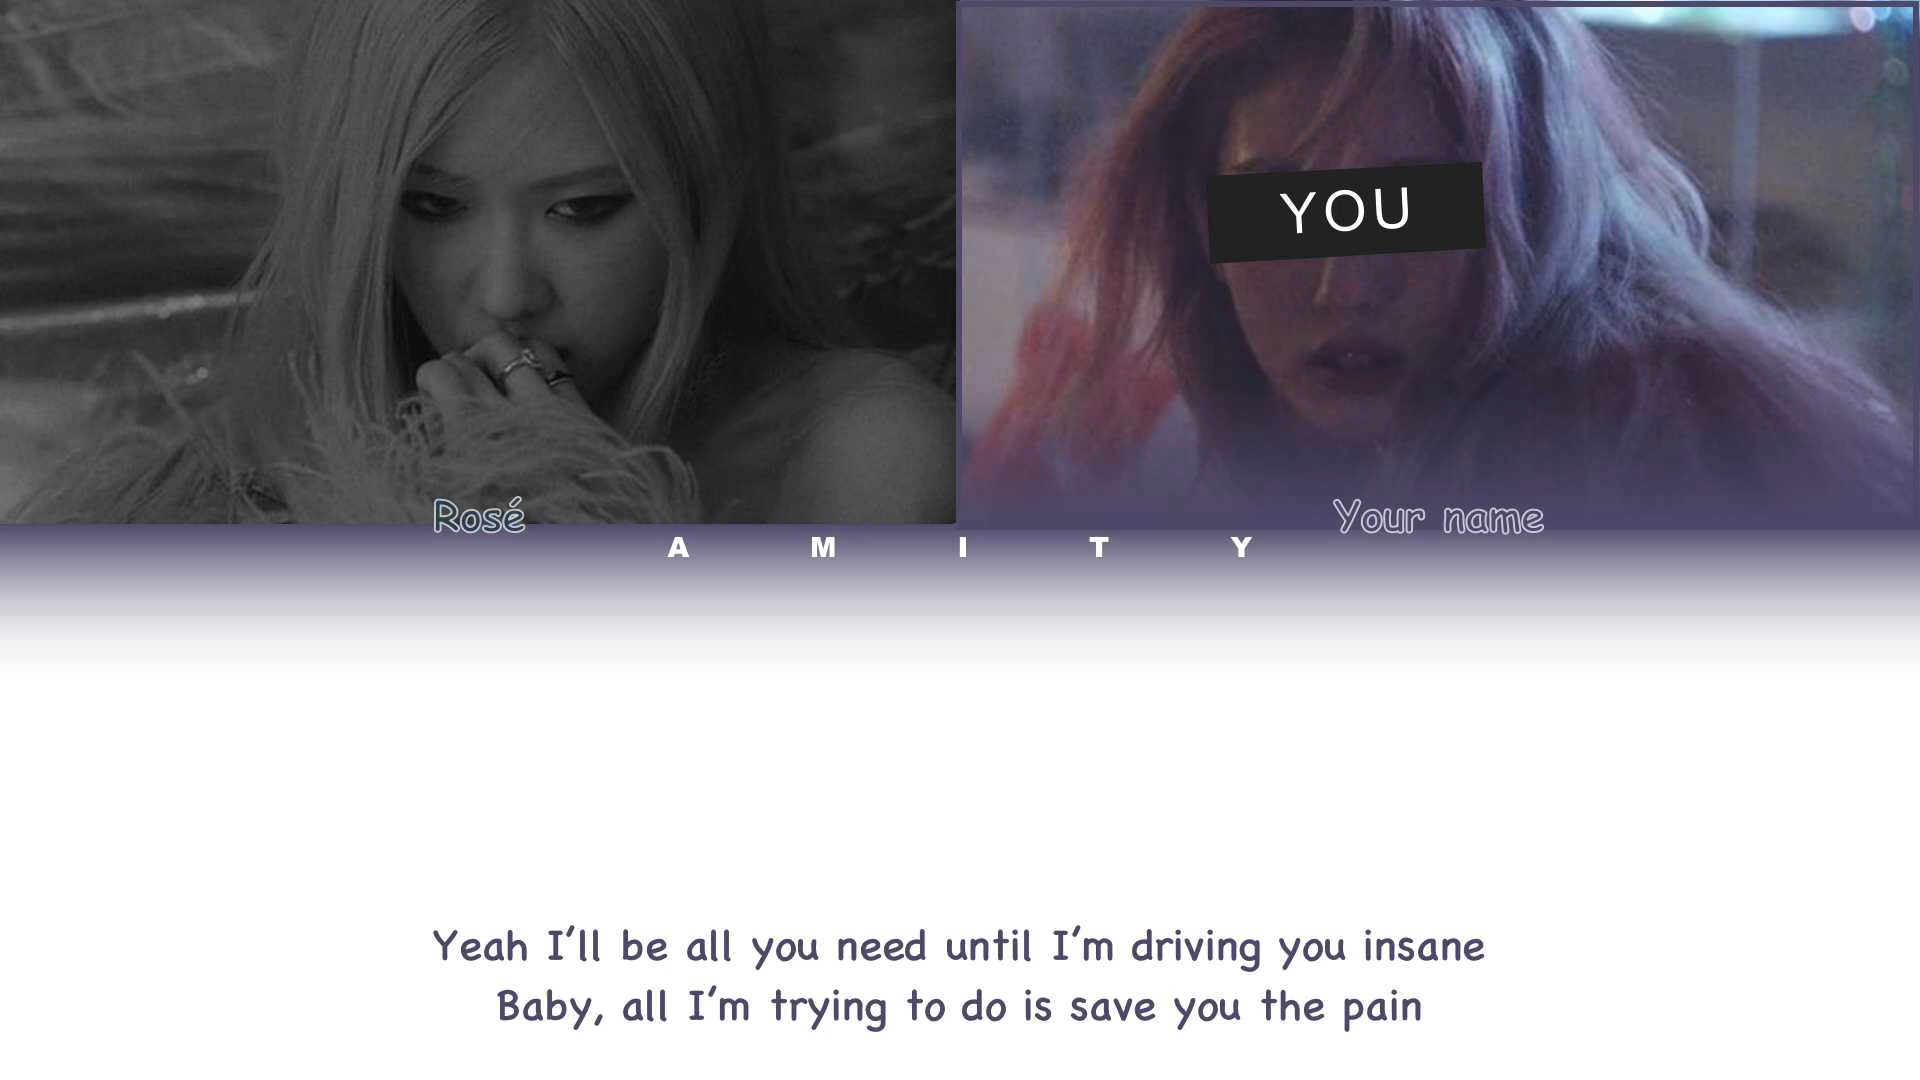 YOU
Rosé
Your name
A M I T Y
Yeah I'll be all you need until I'm driving you insane
Baby, all I'm trying to do is save you the pain